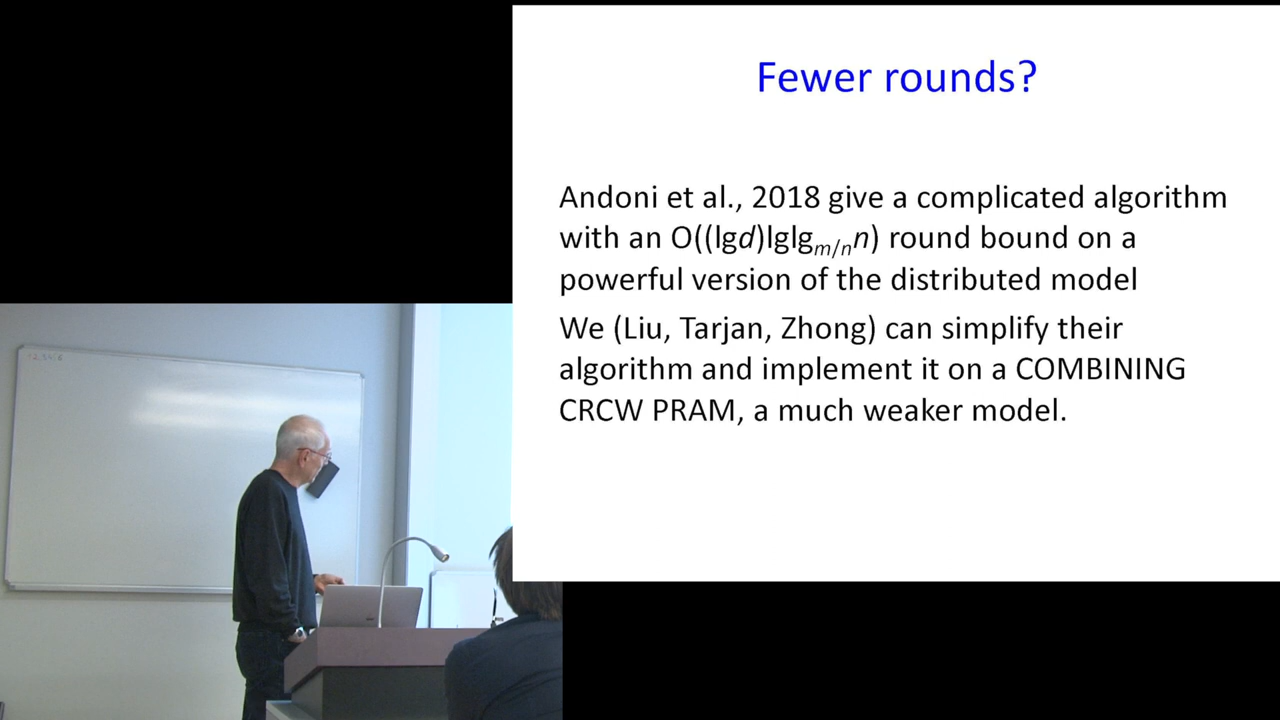 Fewer rounds?
Andoni et al., 2018 give a complicated algorithm
with an O((lgd)lglgm/nn) round bound on a
powerful version of the distributed model
We (Liu, Tarjan, Zhong) can simplify their
algorithm and implement it on a COMBINING
CRCW PRAM, a much weaker model.